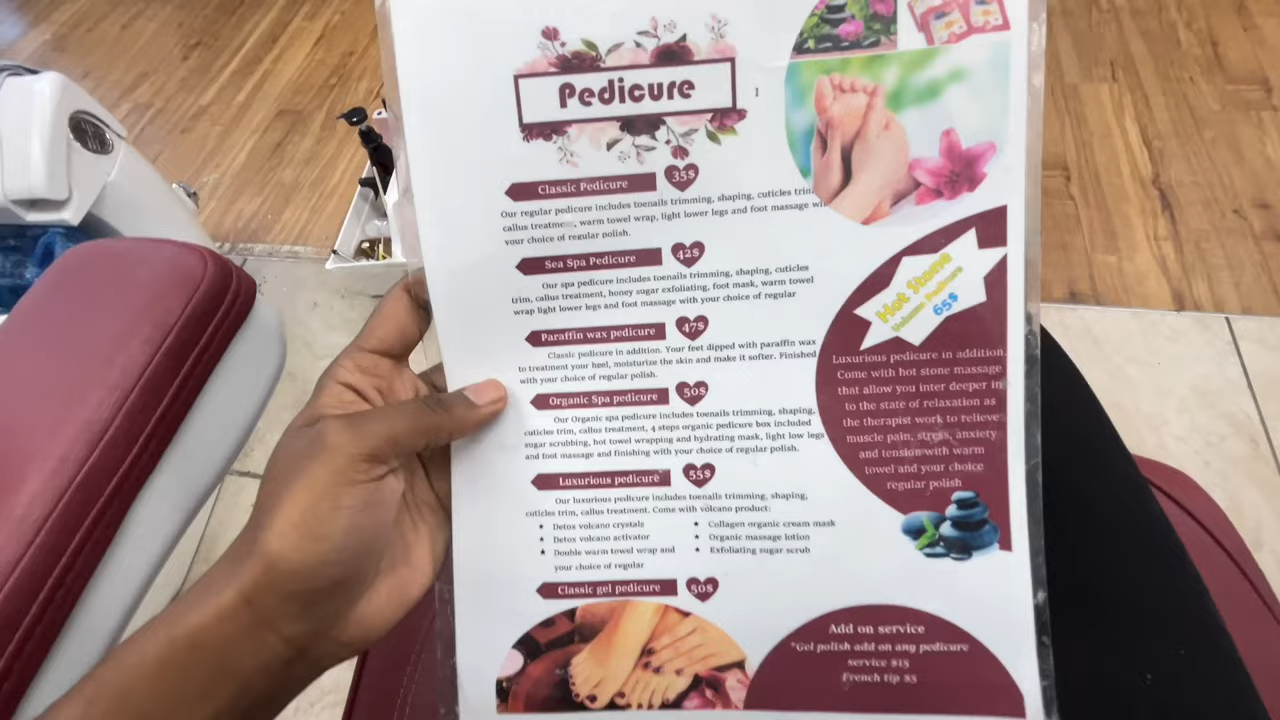 Pedicure
Classic Pedicure 35$
Our regular pedicure includes toenails trimming, shaping, cuticles trim,
callus treatment, warm towel wrap, light lower legs and foot massage
your choice of regular polish.
Sea Spa Pedicure 42$
Our spa pedicure includes toenails trimming, shaping, cuticles
trim, callus treatment, honey sugar exfoliating, foot mask, warm towel
wrap light lower legs and foot massage with your choice of regular
Paraffin wax pedicure 47$
Classic pedicure in addition. Your feet dipped with paraffin wax
to treatment your heel, moisturize the skin and make it softer. Finished
with your choice of regular polish.
Organic Spa pedicure 50$
Our Organic spa pedicure includes toenails trimming, shaping,
cuticles trim, callus treatment, 4 steps organic pedicure box included
sugar scrubbing, hot towel wrapping and hydrating mask, light low legs
and foot massage and finishing with your choice of regular polish.
Luxurious pedicure 55$
Our luxurious pedicure includes toenails trimming, shaping,
cuticles trim, callus treatment. Come with volcano product:
★ Detox volcano crystals
★ Detox volcano activator
★ Double warm towel wrap and
your choice of regular
★ Collagen organic cream mask
★ Organic massage lotion
★ Exfoliating sugar scrub
Classic gel pedicure 50$
Hot Stone
Volcano Pedicure
65$
Luxurious pedicure in addition.
Come with hot stone massage
that allow you inter deeper in
to the state of relaxation as
the therapist work to relieve
muscle pain, stress, anxiety
and tension with warm
towel and your choice
regular polish
Add on service
*Gel polish add on any pedicure
service $15
French tip $5